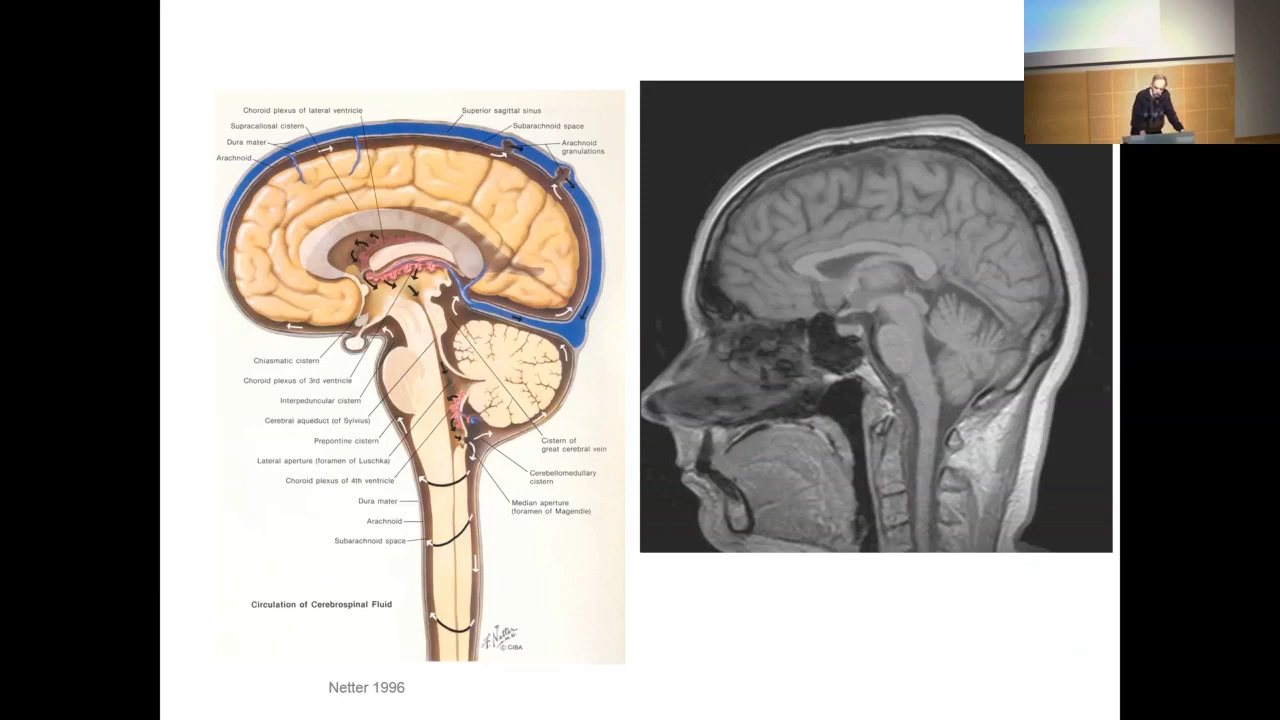 Choroid plexus of lateral ventricle
Supracallosal cistern
Dura mater
Arachnoid
Superior sagittal sinus
Subarachnoid space
Arachnoid
granulations
Chiasmatic cistern
Choroid plexus of 3rd ventricle
Interpeduncular cistern
Cerebral aqueduct (of Sylvius)
Prepontine cistern
Lateral aperture (foramen of Luschka)
Choroid plexus of 4th ventricle
Dura mater
Arachnoid
Subarachnoid space
Cistern of
great cerebral vein
Cerebellomedullary
cistern
Median aperture
(foramen of Magendie)
Circulation of Cerebrospinal Fluid
F. Netter
© CIBA
Netter 1996